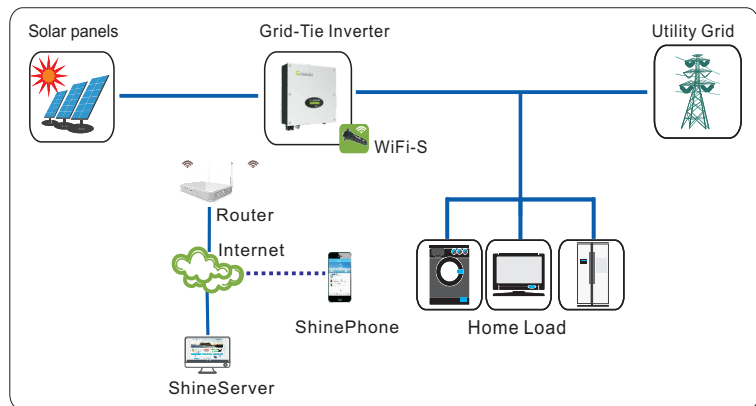 Solar panels
Grid-Tie Inverter
Utility Grid
WiFi-S
Router
Internet
ShinePhone
Home Load
ShineServer